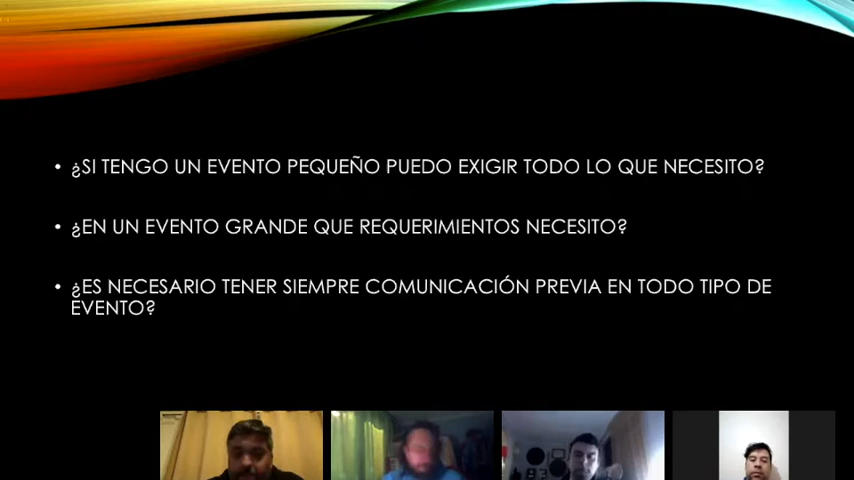 • ¿SI TENGO UN EVENTO PEQUEÑO PUEDO EXIGIR TODO LO QUE NECESITO?
• ¿EN UN EVENTO GRANDE QUE REQUERIMIENTOS NECESITO?
• ¿ES NECESARIO TENER SIEMPRE COMUNICACIÓN PREVIA EN TODO TIPO DE
EVENTO?